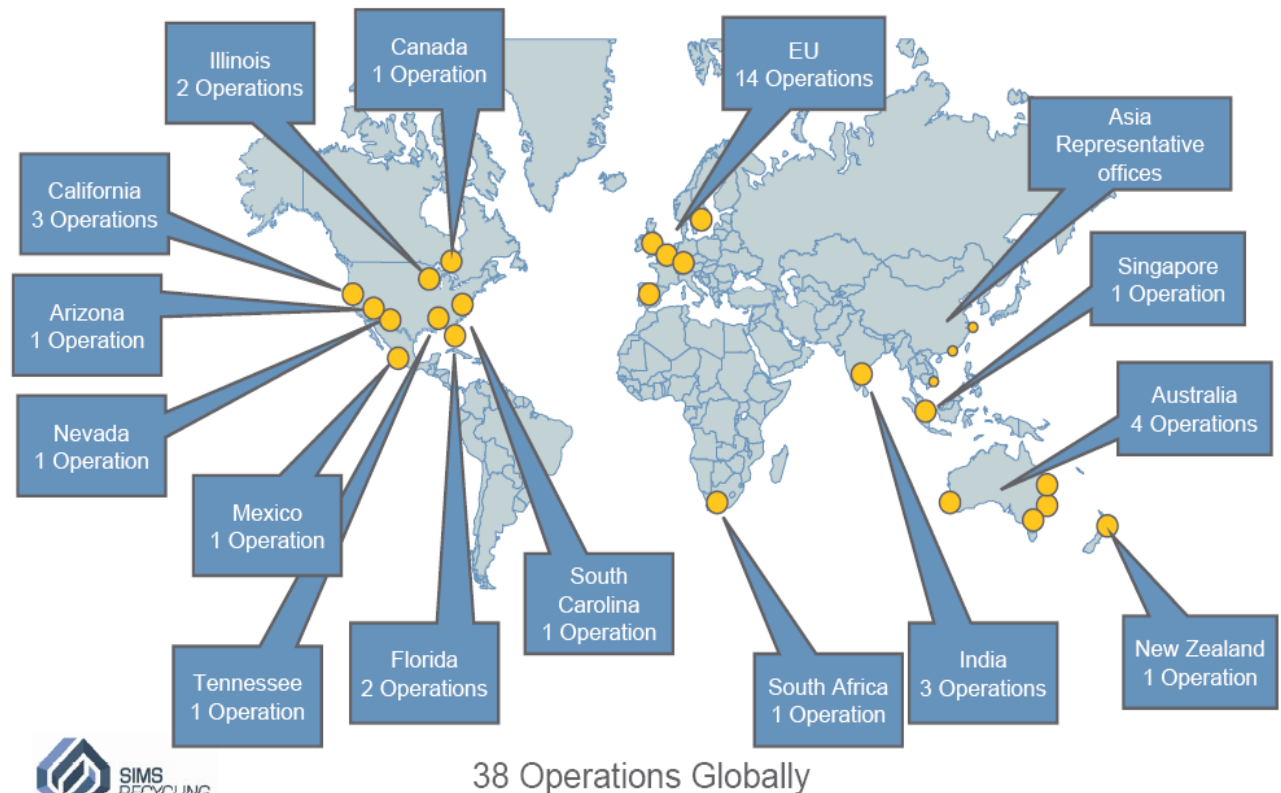 Illinois
2 Operations
Canada
1 Operation
EU
14 Operations
Asia
Representative
offices
California
3 Operations
Singapore
1 Operation
Arizona
1 Operation
Australia
4 Operations
Nevada
1 Operation
Mexico
1 Operation
South
Carolina
1 Operation
New Zealand
1 Operation
Tennessee
1 Operation
Florida
2 Operations
South Africa
1 Operation
India
3 Operations
SIMS
RECYCLING
38 Operations Globally